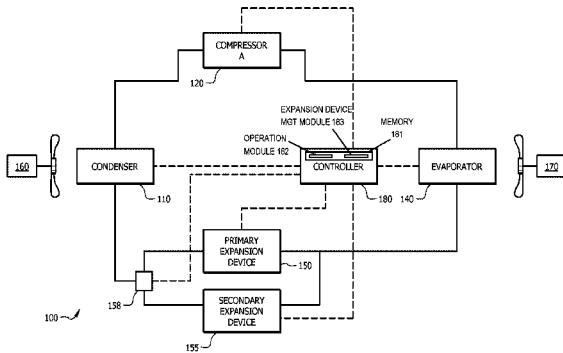 COMPRESSOR
A
120
EXPANSION DEVICE
MGT MODULE 183
MEMORY
181
OPERATION
MODULE 182
160
CONDENSER
110
CONTROLLER
180
EVAPORATOR
140
170
PRIMARY
EXPANSION
DEVICE
150
158
SECONDARY
EXPANSION
DEVICE
155
100